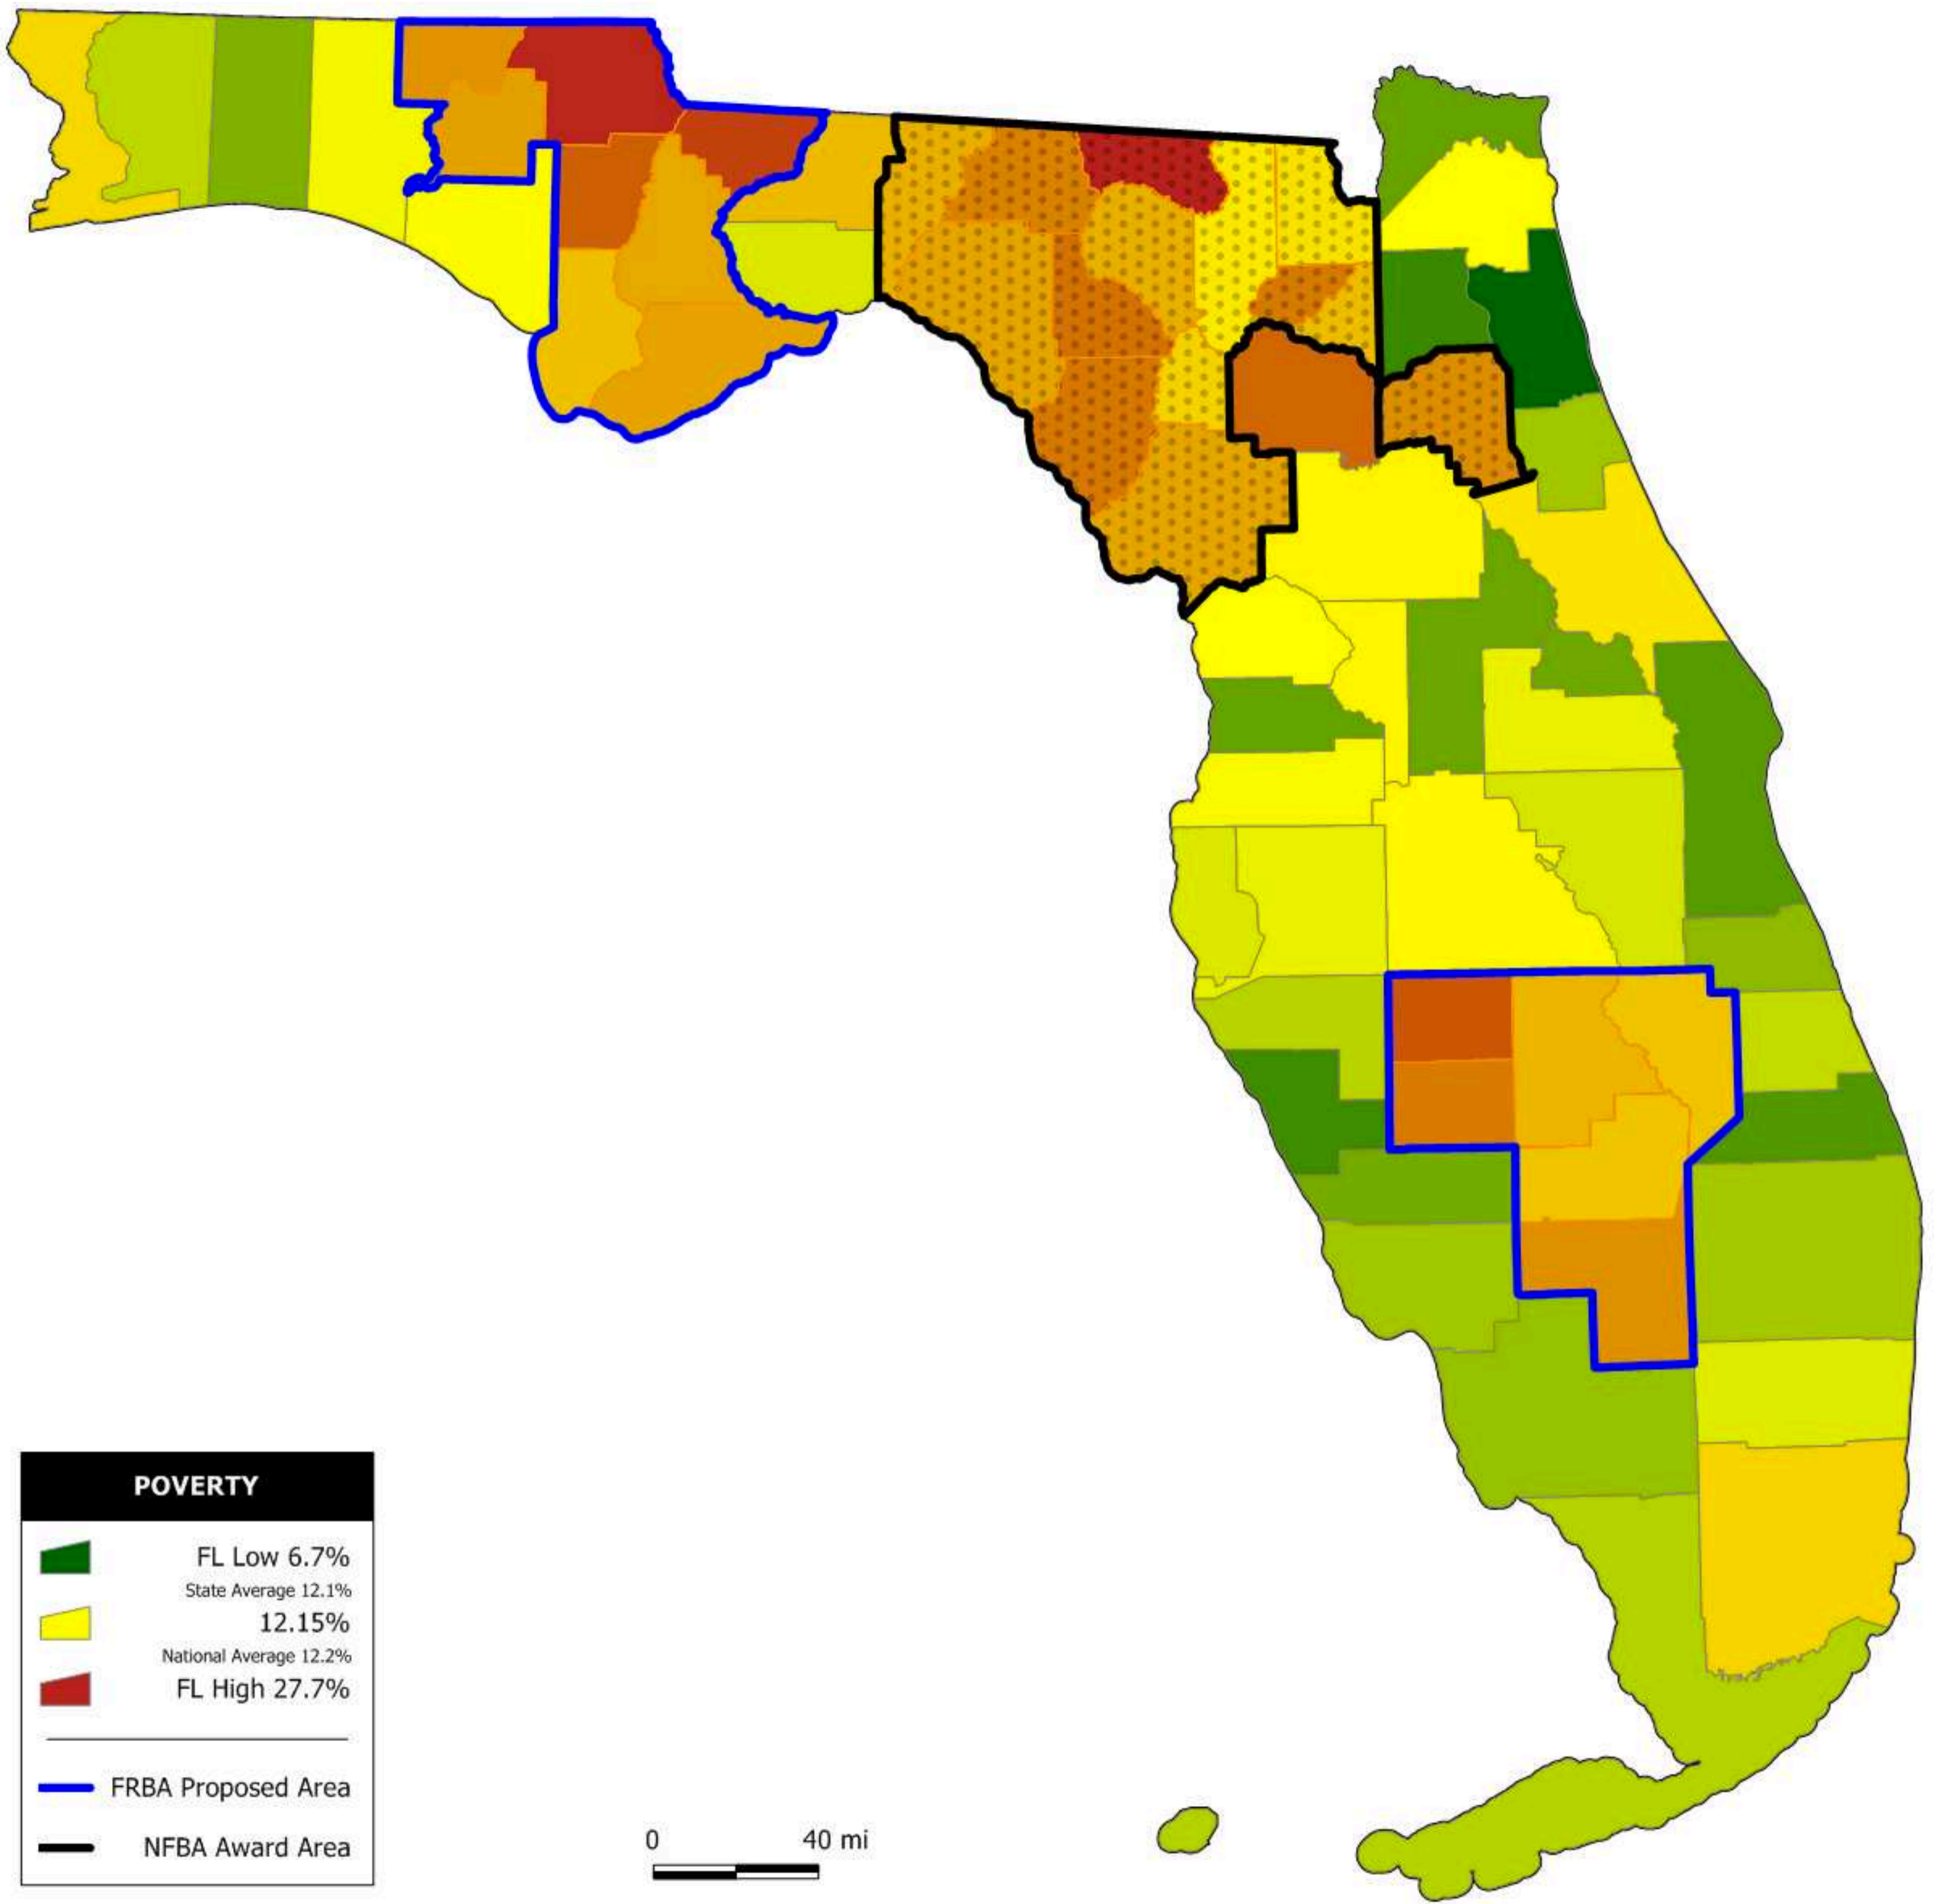 POVERTY
FL Low 6.7%
State Average 12.1%
12.15%
National Average 12.2%
FL High 27.7%
FRBA Proposed Area
NFBA Award Area
0 40 mi